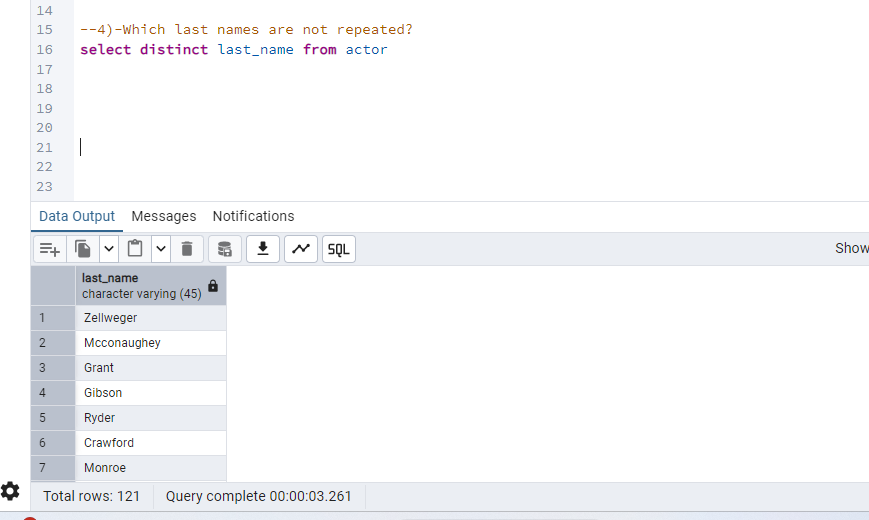 14
15 --4)-Which last names are not repeated?
16 select distinct last_name from actor
17
18
19
20
21
22
23
Data Output Messages Notifications
SQL Show
last_name
character varying (45)
1 Zellweger
2 Mcconaughey
3 Grant
4 Gibson
5 Ryder
6 Crawford
7 Monroe
Total rows: 121 Query complete 00:00:03.261